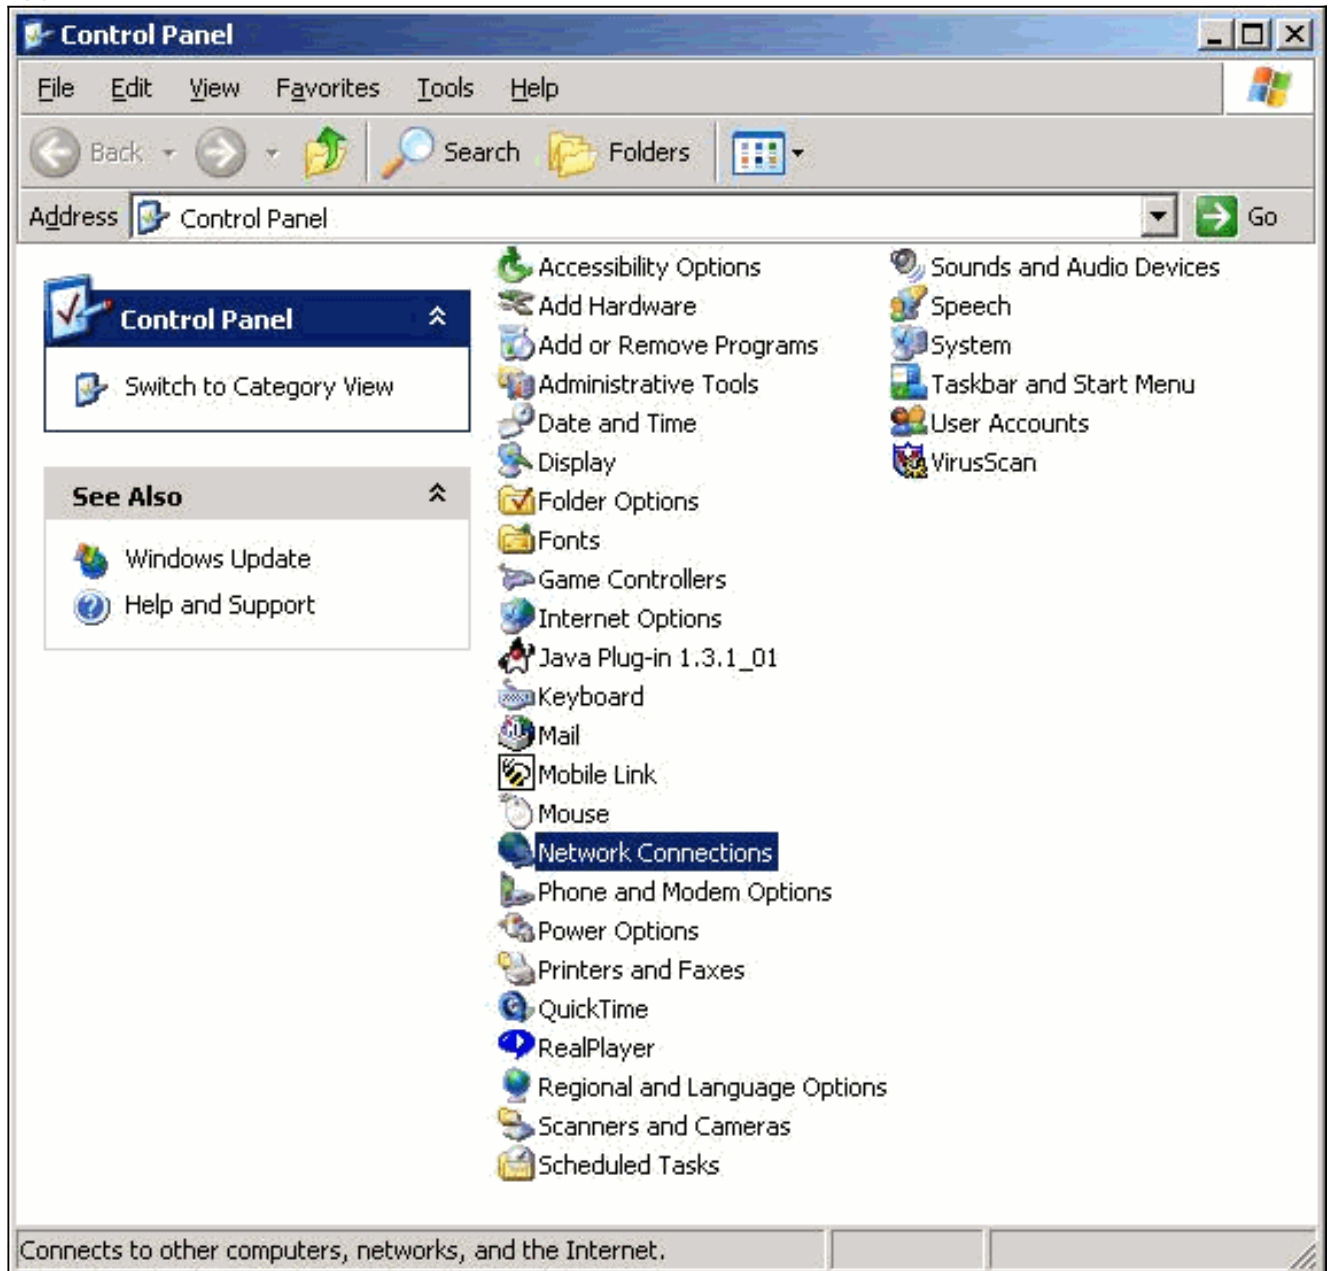 Control Panel
File Edit View Favorites Tools Help
Back Search Folders
Address Control Panel Go
Control Panel
Switch to Category View
See Also
Windows Update
Help and Support
Accessibility Options
Add Hardware
Add or Remove Programs
Administrative Tools
Date and Time
Display
Folder Options
Fonts
Game Controllers
Internet Options
Java Plug-in 1.3.1_01
Keyboard
Mail
Mobile Link
Mouse
Network Connections
Phone and Modem Options
Power Options
Printers and Faxes
QuickTime
RealPlayer
Regional and Language Options
Scanners and Cameras
Scheduled Tasks
Sounds and Audio Devices
Speech
System
Taskbar and Start Menu
User Accounts
VirusScan
Connects to other computers, networks, and the Internet.